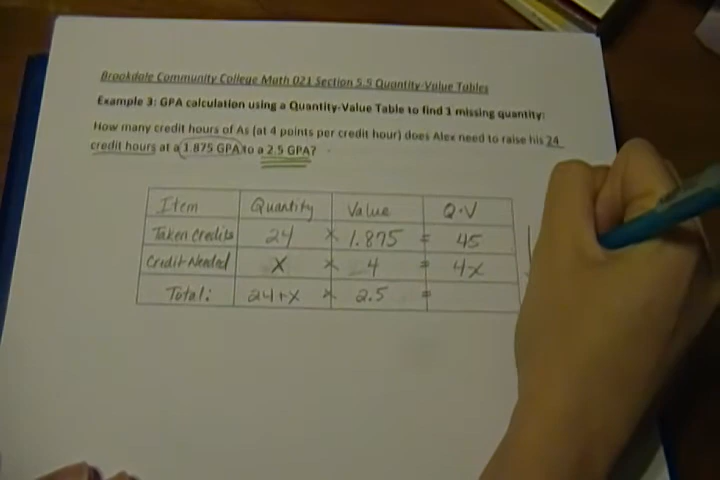 Brookdale Community College Math 021 Section 5.5 Quantity-Value Tables
Example 3: GPA calculation using a Quantity-Value Table to find 1 missing quantity:
How many credit hours of As (at 4 points per credit hour) does Alex need to raise his 24
credit hours at a 1.875 GPA to a 2.5 GPA?
Item Quantity Value Q·V
Taken Credits 24 × 1.875 = 45
Credit Needed x × 4 = 4x
Total: 24+x × 2.5 =